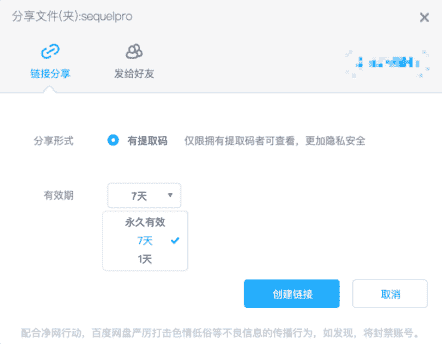 分享文件(夹):sequelpro
链接分享
发给好友
分享形式 有提取码 仅限拥有提取码者可查看，更加隐私安全
有效期 7天
永久有效
7天
1天
创建链接 取消
配合净网行动，百度网盘严厉打击色情低俗等不良信息的传播行为，如发现，将封禁账号。